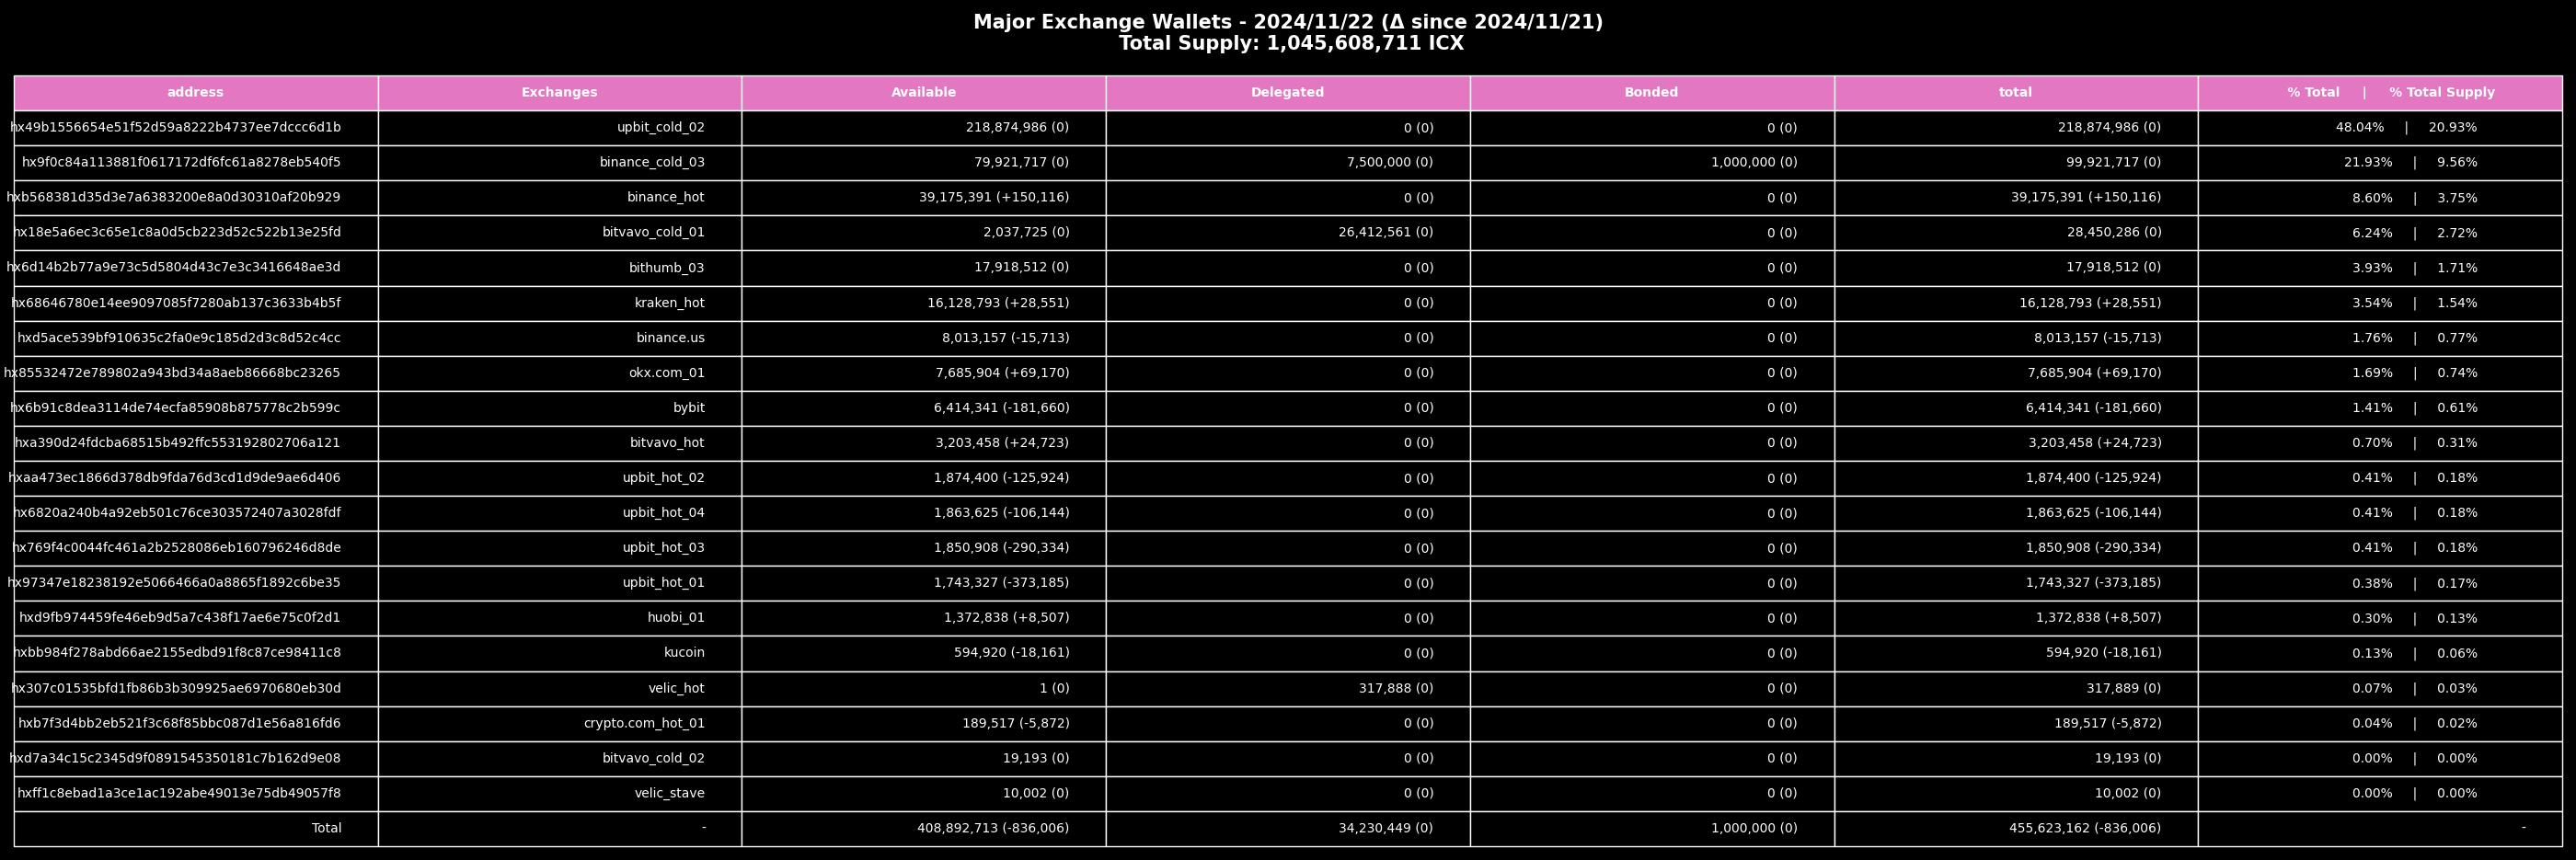 Major Exchange Wallets - 2024/11/22 (Δ since 2024/11/21)
Total Supply: 1,045,608,711 ICX
address Exchanges Available Delegated Bonded total % Total | % Total Supply
hx49b1556654e51f52d59a8222b4737ee7dccc6d1b upbit_cold_02 218,874,986 (0) 0 (0) 0 (0) 218,874,986 (0) 48.04% | 20.93%
hx9f0c84a113881f0617172df6fc61a8278eb540f5 binance_cold_03 79,921,717 (0) 7,500,000 (0) 1,000,000 (0) 99,921,717 (0) 21.93% | 9.56%
hxb568381d35d3e7a6383200e8a0d30310af20b929 binance_hot 39,175,391 (+150,116) 0 (0) 0 (0) 39,175,391 (+150,116) 8.60% | 3.75%
hx18e5a6ec3c65e1c8a0d5cb223d52c522b13e25fd bitvavo_cold_01 2,037,725 (0) 26,412,561 (0) 0 (0) 28,450,286 (0) 6.24% | 2.72%
hx6d14b2b77a9e73c5d5804d43c7e3c3416648ae3d bithumb_03 17,918,512 (0) 0 (0) 0 (0) 17,918,512 (0) 3.93% | 1.71%
hx68646780e14ee9097085f7280ab137c3633b4b5f kraken_hot 16,128,793 (+28,551) 0 (0) 0 (0) 16,128,793 (+28,551) 3.54% | 1.54%
hxd5ace539bf910635c2fa0e9c185d2d3c8d52c4cc binance.us 8,013,157 (-15,713) 0 (0) 0 (0) 8,013,157 (-15,713) 1.76% | 0.77%
hx85532472e789802a943bd34a8aeb86668bc23265 okx.com_01 7,685,904 (+69,170) 0 (0) 0 (0) 7,685,904 (+69,170) 1.69% | 0.74%
hx6b91c8dea3114de74ecfa85908b875778c2b599c bybit 6,414,341 (-181,660) 0 (0) 0 (0) 6,414,341 (-181,660) 1.41% | 0.61%
hxa390d24fdcba68515b492ffc553192802706a121 bitvavo_hot 3,203,458 (+24,723) 0 (0) 0 (0) 3,203,458 (+24,723) 0.70% | 0.31%
hxaa473ec1866d378db9fda76d3cd1d9de9ae6d406 upbit_hot_02 1,874,400 (-125,924) 0 (0) 0 (0) 1,874,400 (-125,924) 0.41% | 0.18%
hx6820a240b4a92eb501c76ce303572407a3028fdf upbit_hot_04 1,863,625 (-106,144) 0 (0) 0 (0) 1,863,625 (-106,144) 0.41% | 0.18%
hx769f4c0044fc461a2b2528086eb160796246d8de upbit_hot_03 1,850,908 (-290,334) 0 (0) 0 (0) 1,850,908 (-290,334) 0.41% | 0.18%
hx97347e18238192e5066466a0a8865f1892c6be35 upbit_hot_01 1,743,327 (-373,185) 0 (0) 0 (0) 1,743,327 (-373,185) 0.38% | 0.17%
hxd9fb974459fe46eb9d5a7c438f17ae6e75c0f2d1 huobi_01 1,372,838 (+8,507) 0 (0) 0 (0) 1,372,838 (+8,507) 0.30% | 0.13%
hxbb984f278abd66ae2155edbd91f8c87ce98411c8 kucoin 594,920 (-18,161) 0 (0) 0 (0) 594,920 (-18,161) 0.13% | 0.06%
hx307c01535bfd1fb86b3b309925ae6970680eb30d velic_hot 1 (0) 317,888 (0) 0 (0) 317,889 (0) 0.07% | 0.03%
hxb7f3d4bb2eb521f3c68f85bbc087d1e56a816fd6 crypto.com_hot_01 189,517 (-5,872) 0 (0) 0 (0) 189,517 (-5,872) 0.04% | 0.02%
hxd7a34c15c2345d9f0891545350181c7b162d9e08 bitvavo_cold_02 19,193 (0) 0 (0) 0 (0) 19,193 (0) 0.00% | 0.00%
hxff1c8ebad1a3ce1ac192abe49013e75db49057f8 velic_stave 10,002 (0) 0 (0) 0 (0) 10,002 (0) 0.00% | 0.00%
Total - 408,892,713 (-836,006) 34,230,449 (0) 1,000,000 (0) 455,623,162 (-836,006) -